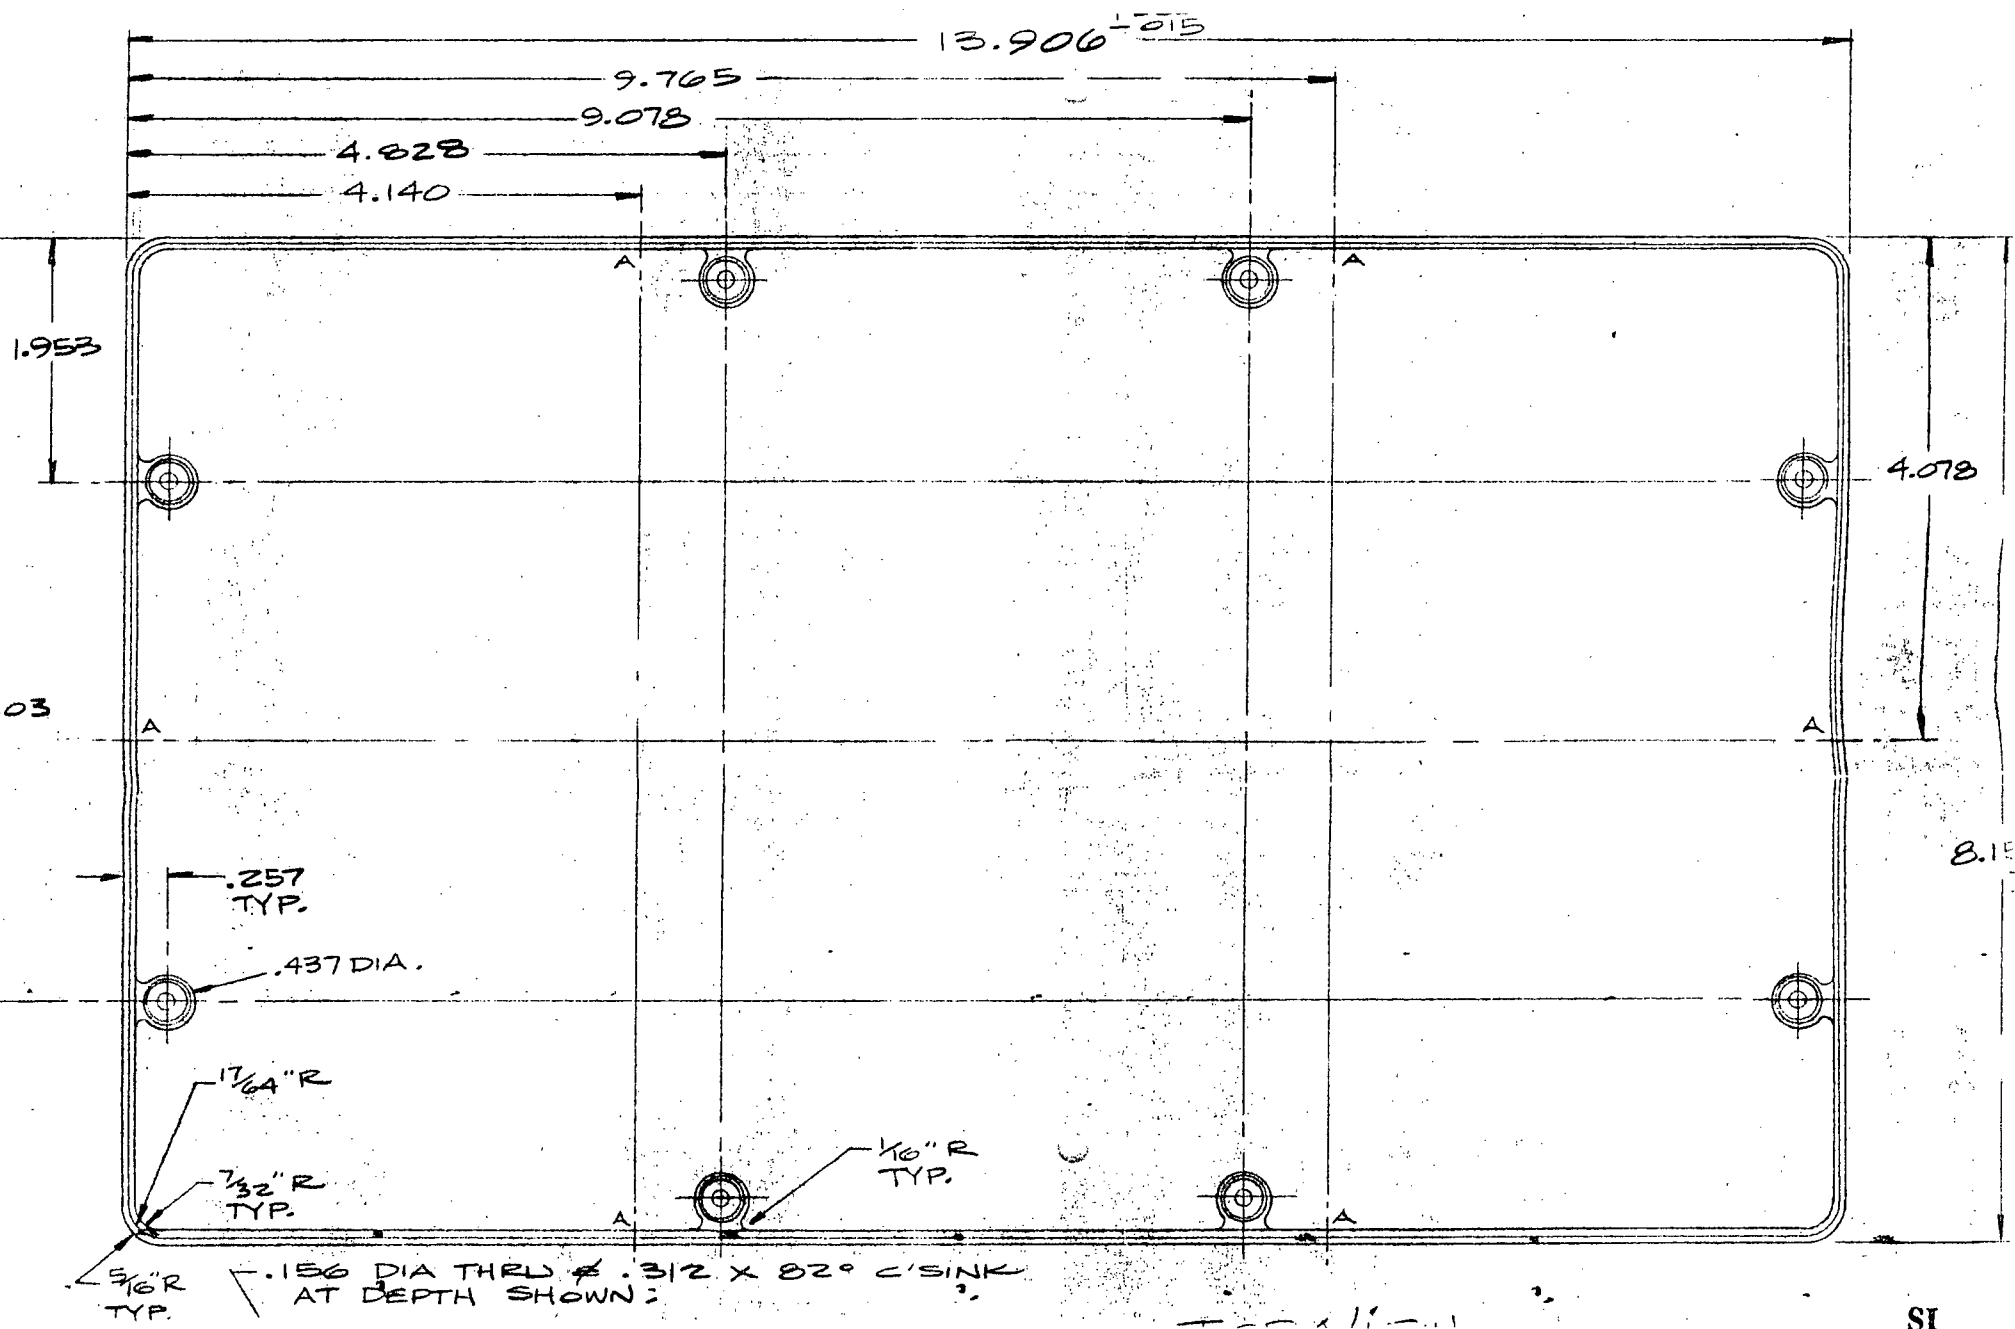 13.906
9.765
9.078
4.828
4.140
A
A
1.953
4.078
03
A
A
8.15
.257
TYP.
.437 DIA.
17/64" R
1/16" R
TYP.
7/32" R
TYP.
A
A
5/16" R
TYP.
.156 DIA THRU & .312 X 82° C'SINK
AT DEPTH SHOWN
SI